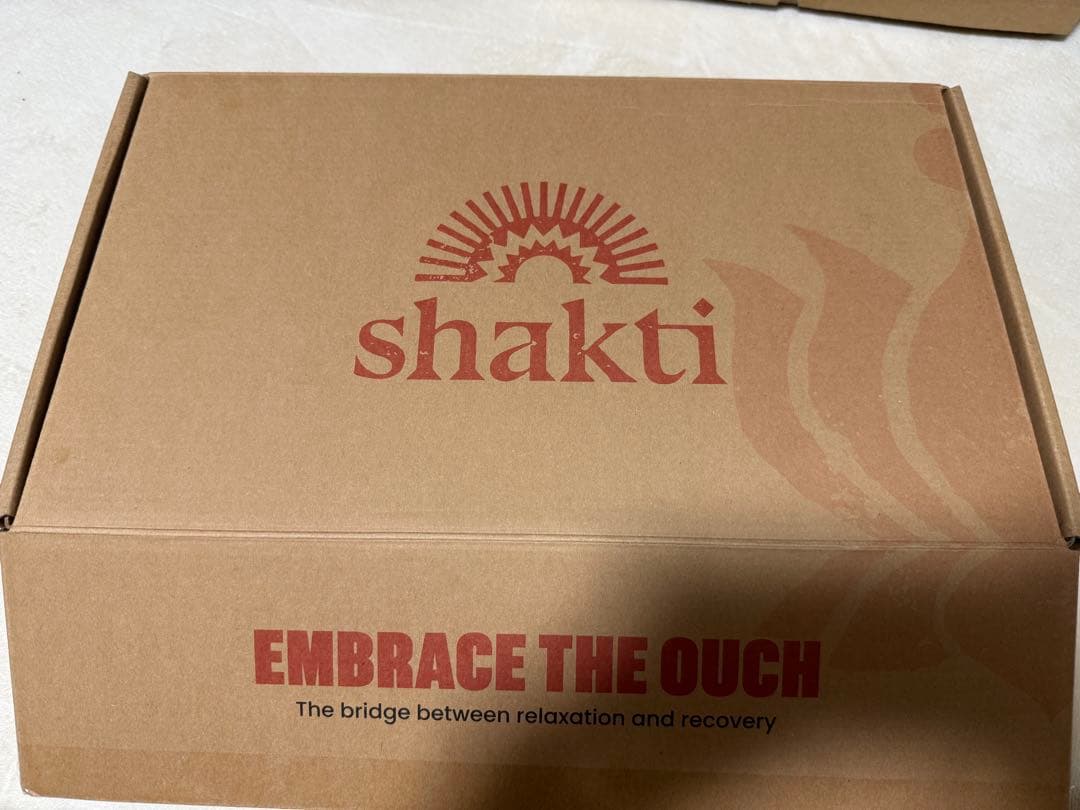 shakti
EMBRACE THE OUCH
The bridge between relaxation and recovery